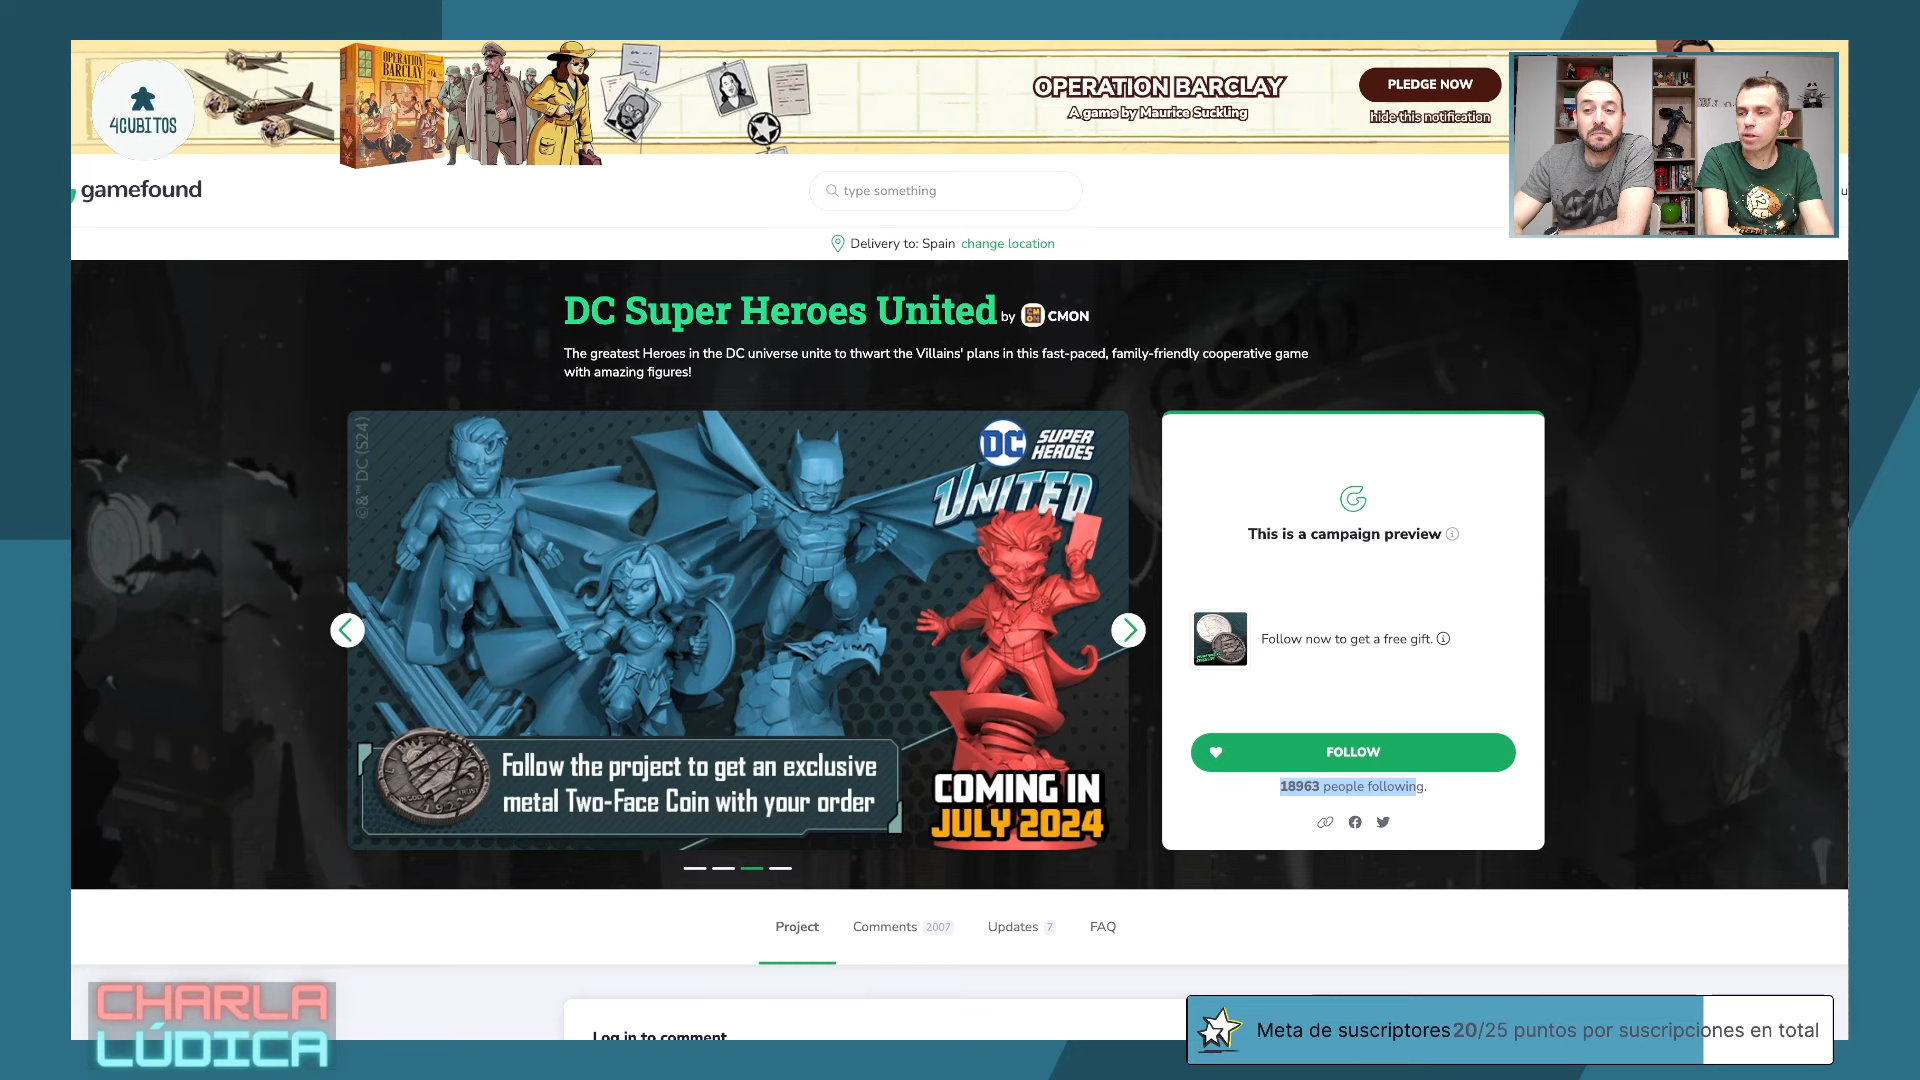 OPERATION
BARCLAY
4CUBITOS
OPERATION BARCLAY
A game by Maurice Suckling
PLEDGE NOW
hide this notification
gamefound
type something
u
Delivery to: Spain change location
DC Super Heroes United by CMON
The greatest Heroes in the DC universe unite to thwart the Villains' plans in this fast-paced, family-friendly cooperative game
with amazing figures!
©&™ DC (S24)
DC SUPER
HEROES
UNITED
Follow the project to get an exclusive
metal Two-Face Coin with your order
COMING IN
JULY 2024
This is a campaign preview
Follow now to get a free gift.
FOLLOW
18963 people following.
Project Comments 2007 Updates 7 FAQ
Log in to comment
CHARLA
LÚDICA
Meta de suscriptores 20/25 puntos por suscripciones en total